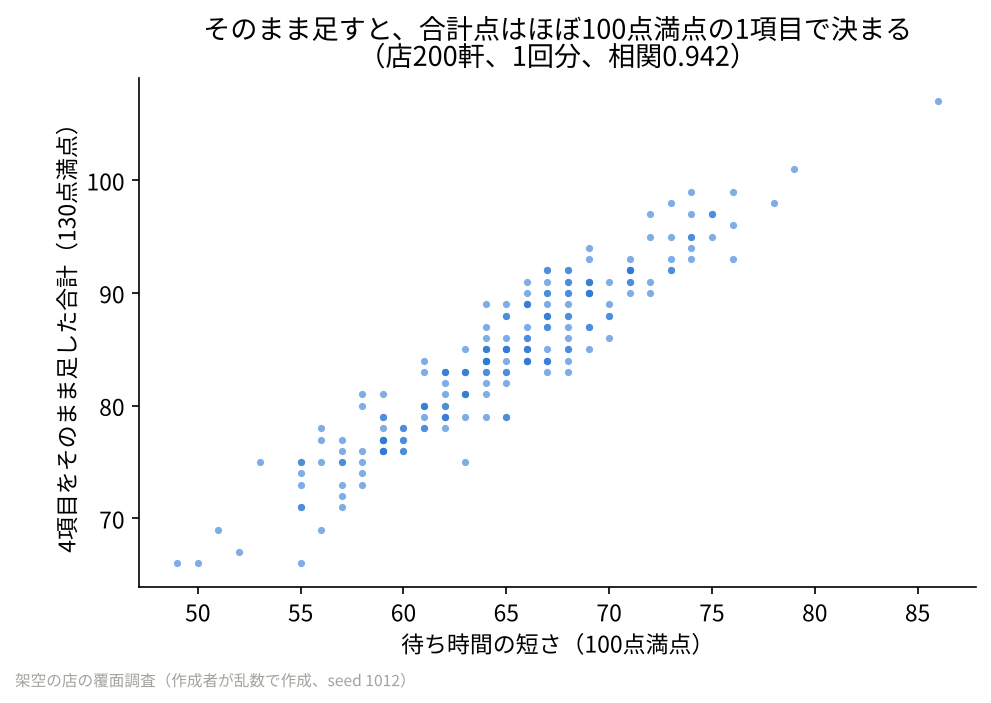 そのまま足すと、合計点はほぼ100点満点の1項目で決まる
（店200軒、1回分、相関0.942）
4項目をそのまま足した合計（130点満点）
100
90
80
70
50
55
60
65
70
75
80
85
待ち時間の短さ（100点満点）
架空の店の覆面調査（作成者が乱数で作成、seed 1012）